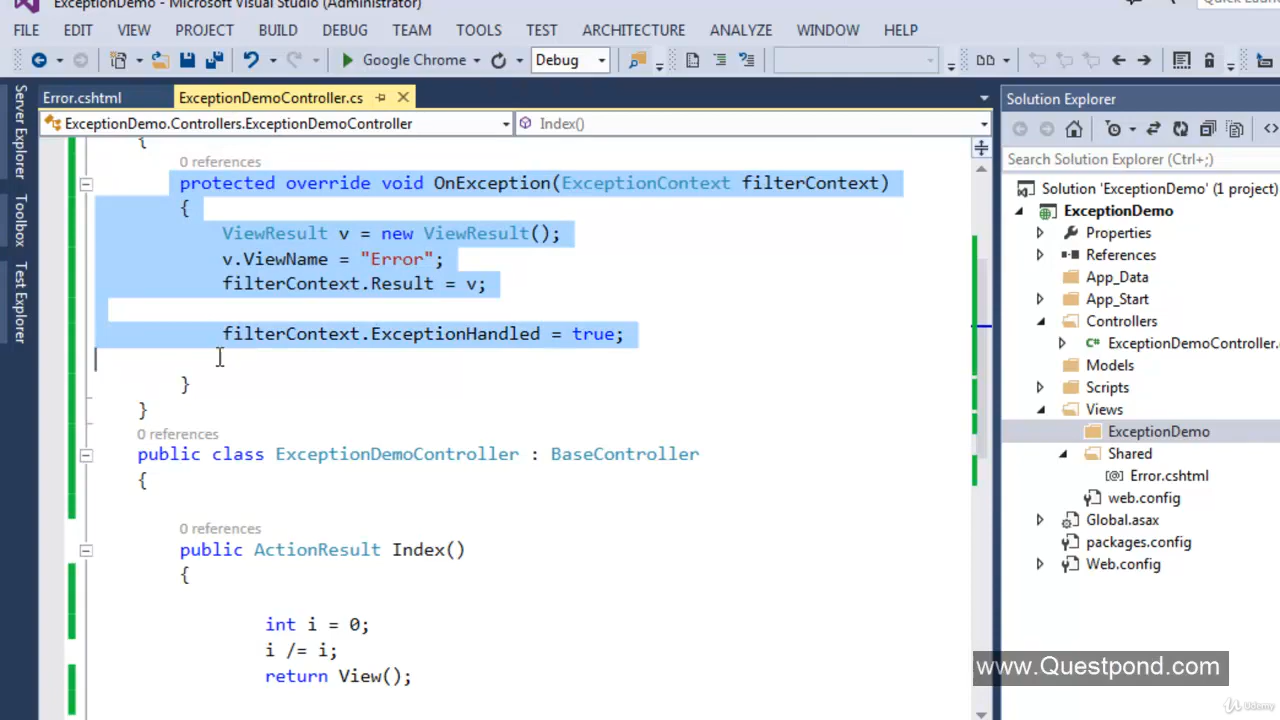 ExceptionDemo - Microsoft Visual Studio (Administrator)
FILE EDIT VIEW PROJECT BUILD DEBUG TEAM TOOLS TEST ARCHITECTURE ANALYZE WINDOW HELP
Google Chrome Debug
Server Explorer
Toolbox
Test Explorer
Error.cshtml ExceptionDemoController.cs
ExceptionDemo.Controllers.ExceptionDemoController Index()
{
0 references
protected override void OnException(ExceptionContext filterContext)
{
ViewResult v = new ViewResult();
v.ViewName = "Error";
filterContext.Result = v;
filterContext.ExceptionHandled = true;
}
}
0 references
public class ExceptionDemoController : BaseController
{
0 references
public ActionResult Index()
{
int i = 0;
i /= i;
return View();
Solution Explorer
Search Solution Explorer (Ctrl+;)
Solution 'ExceptionDemo' (1 project)
ExceptionDemo
Properties
References
App_Data
App_Start
Controllers
C# ExceptionDemoController.
Models
Scripts
Views
ExceptionDemo
Shared
[@] Error.cshtml
web.config
Global.asax
packages.config
Web.config
www.Questpond.com
Udemy